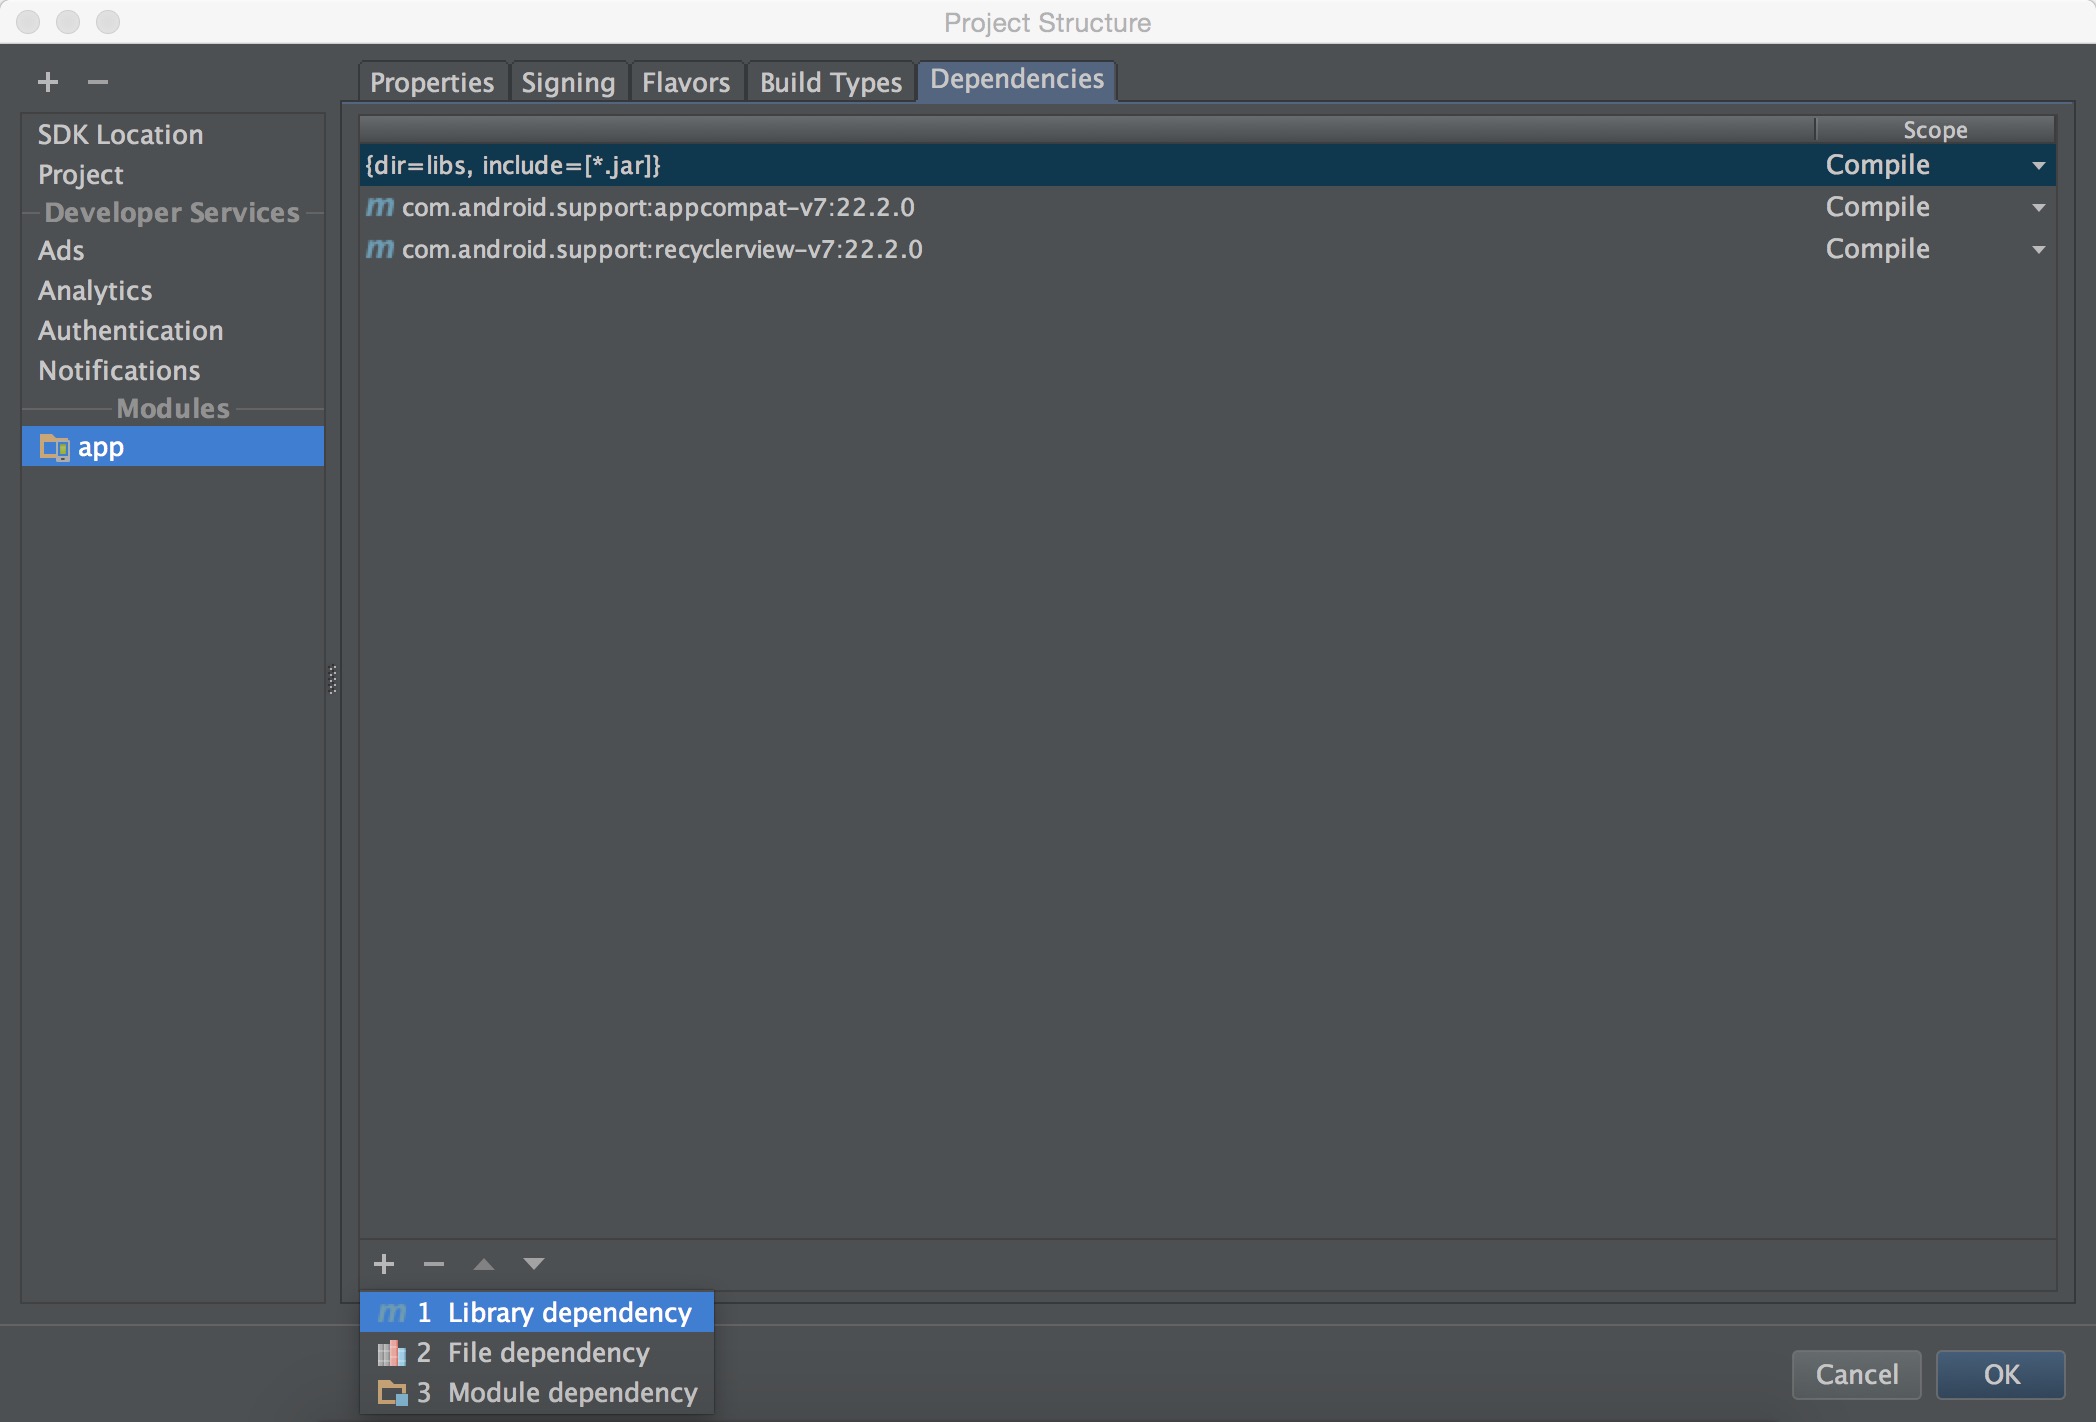 Project Structure
Properties
Signing
Flavors
Build Types
Dependencies
SDK Location
Project
Developer Services
Ads
Analytics
Authentication
Notifications
Modules
app
Scope
{dir=libs, include=[*.jar]}
Compile
m com.android.support:appcompat-v7:22.2.0
Compile
m com.android.support:recyclerview-v7:22.2.0
Compile
m 1 Library dependency
2 File dependency
3 Module dependency
Cancel
OK